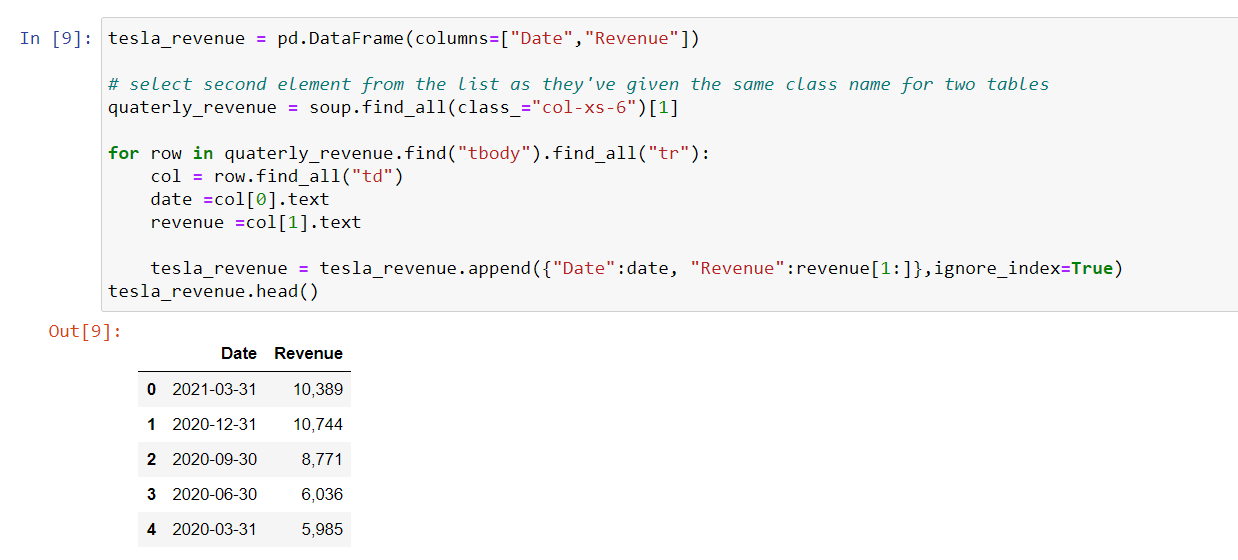 In [9]: tesla_revenue = pd.DataFrame(columns=["Date","Revenue"])
# select second element from the list as they've given the same class name for two tables
quaterly_revenue = soup.find_all(class_="col-xs-6")[1]
for row in quaterly_revenue.find("tbody").find_all("tr"):
    col = row.find_all("td")
    date =col[0].text
    revenue =col[1].text
    tesla_revenue = tesla_revenue.append({"Date":date, "Revenue":revenue[1:]},ignore_index=True)
tesla_revenue.head()
Out[9]:
Date Revenue
0 2021-03-31 10,389
1 2020-12-31 10,744
2 2020-09-30 8,771
3 2020-06-30 6,036
4 2020-03-31 5,985